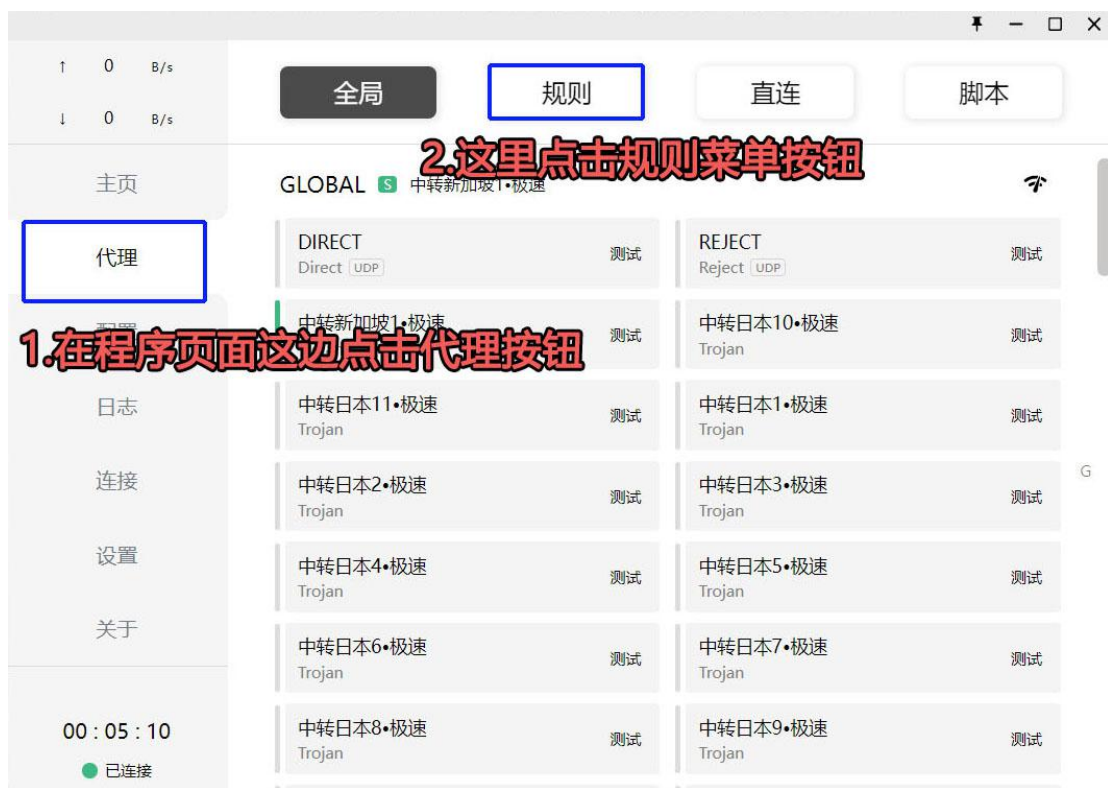 ↑ 0 B/s
↓ 0 B/s
全局
规则
直连
脚本
2.这里点击规则菜单按钮
主页
代理
1.在程序页面这边点击代理按钮
日志
连接
设置
关于
00 : 05 : 10
已连接
GLOBAL S 中转新加坡1•极速
DIRECT
Direct UDP
测试
REJECT
Reject UDP
测试
中转新加坡1•极速
测试
中转日本10•极速
Trojan
测试
中转日本11•极速
Trojan
测试
中转日本1•极速
Trojan
测试
中转日本2•极速
Trojan
测试
中转日本3•极速
Trojan
测试
中转日本4•极速
Trojan
测试
中转日本5•极速
Trojan
测试
中转日本6•极速
Trojan
测试
中转日本7•极速
Trojan
测试
中转日本8•极速
Trojan
测试
中转日本9•极速
Trojan
测试
G